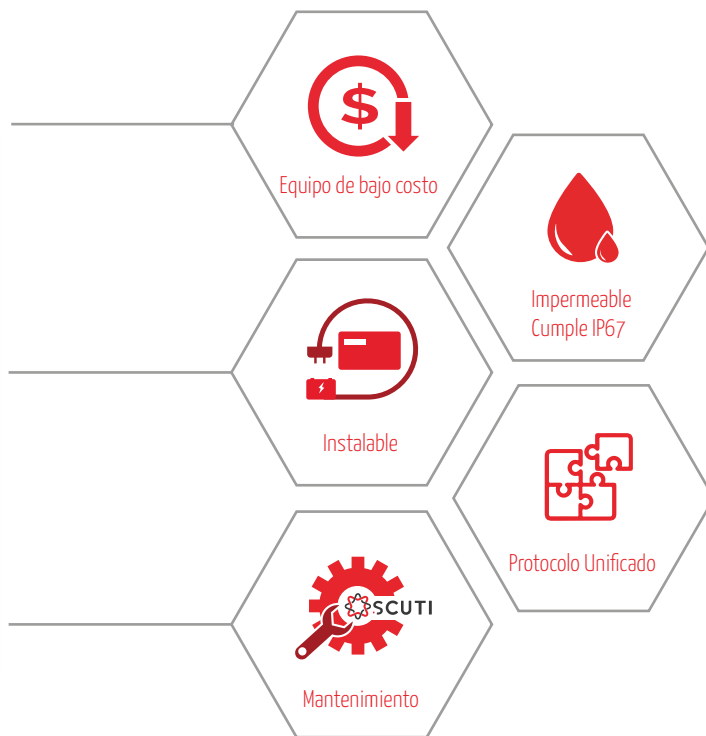 $
Equipo de bajo costo
Impermeable
Cumple IP67
Instalable
Protocolo Unificado
SCUTI
Mantenimiento